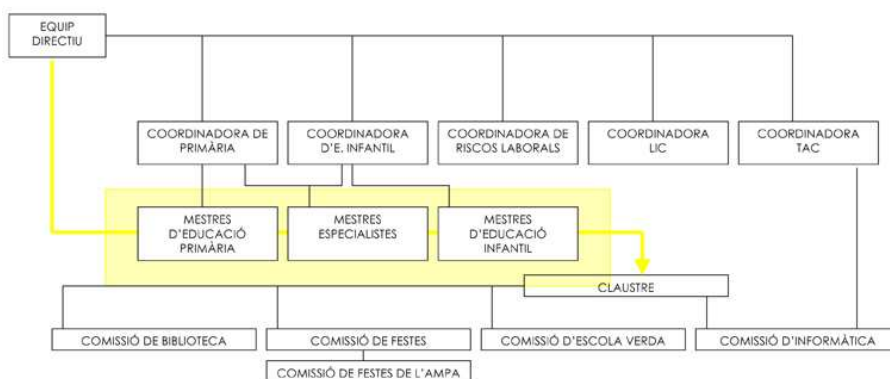 EQUIP
DIRECTIU
COORDINADORA DE
PRIMÀRIA
COORDINADORA
D'E. INFANTIL
COORDINADORA DE
RISCOS LABORALS
COORDINADORA
LIC
COORDINADORA
TAC
MESTRES
D'EDUCACIÓ
PRIMÀRIA
MESTRES
ESPECIALISTES
MESTRES
D'EDUCACIÓ
INFANTIL
CLAUSTRE
COMISSIÓ DE BIBLIOTECA
COMISSIÓ DE FESTES
COMISSIÓ D'ESCOLA VERDA
COMISSIÓ D'INFORMÀTICA
COMISSIÓ DE FESTES DE L'AMPA